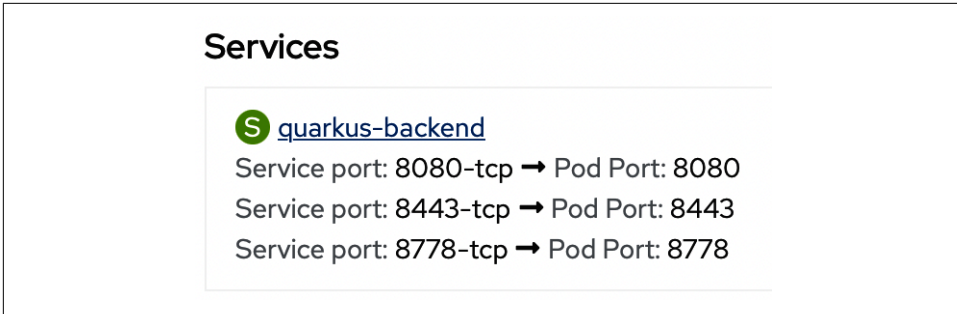 Services
S quarkus-backend
Service port: 8080-tcp → Pod Port: 8080
Service port: 8443-tcp → Pod Port: 8443
Service port: 8778-tcp → Pod Port: 8778